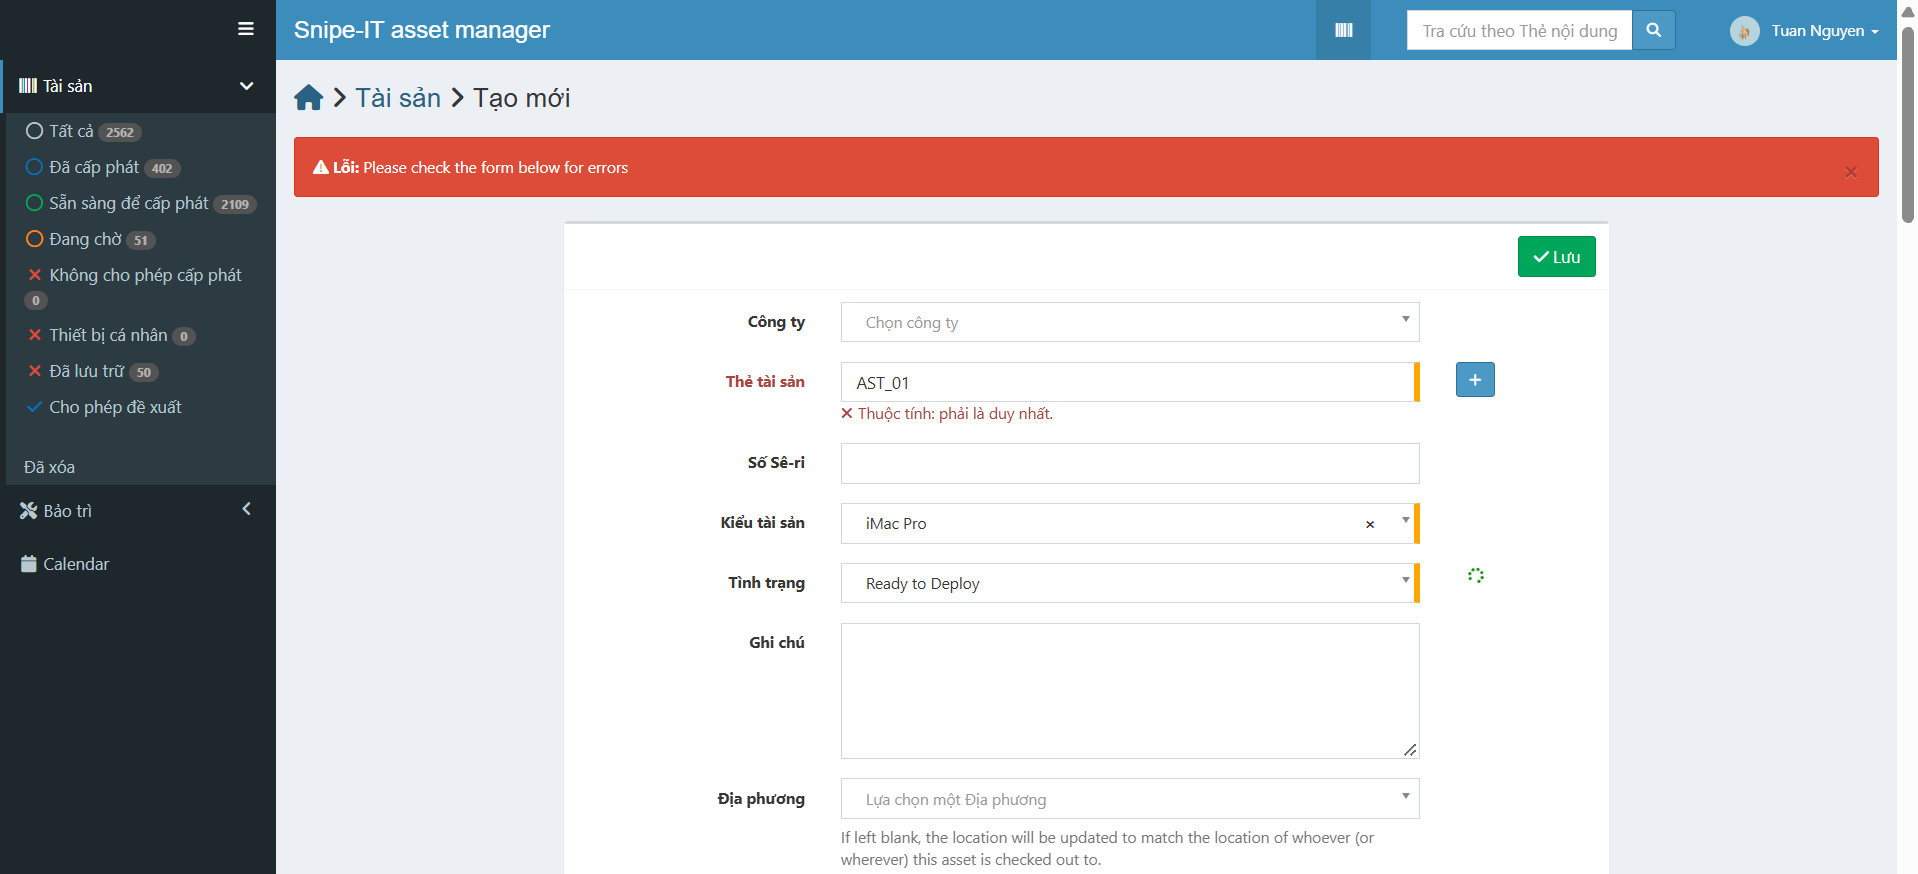 Snipe-IT asset manager
Tra cứu theo Thẻ nội dung
Tuan Nguyen
Tài sản
Tất cả 2562
Đã cấp phát 402
Sẵn sàng để cấp phát 2109
Đang chờ 51
Không cho phép cấp phát
0
Thiết bị cá nhân 0
Đã lưu trữ 50
Cho phép đề xuất
Đã xóa
Bảo trì
Calendar
Tài sản Tạo mới
Lỗi: Please check the form below for errors
Lưu
Công ty Chọn công ty
Thẻ tài sản AST_01
Thuộc tính: phải là duy nhất.
Số Sê-ri
Kiểu tài sản iMac Pro ×
Tình trạng Ready to Deploy
Ghi chú
Địa phương Lựa chọn một Địa phương
If left blank, the location will be updated to match the location of whoever (or
wherever) this asset is checked out to.